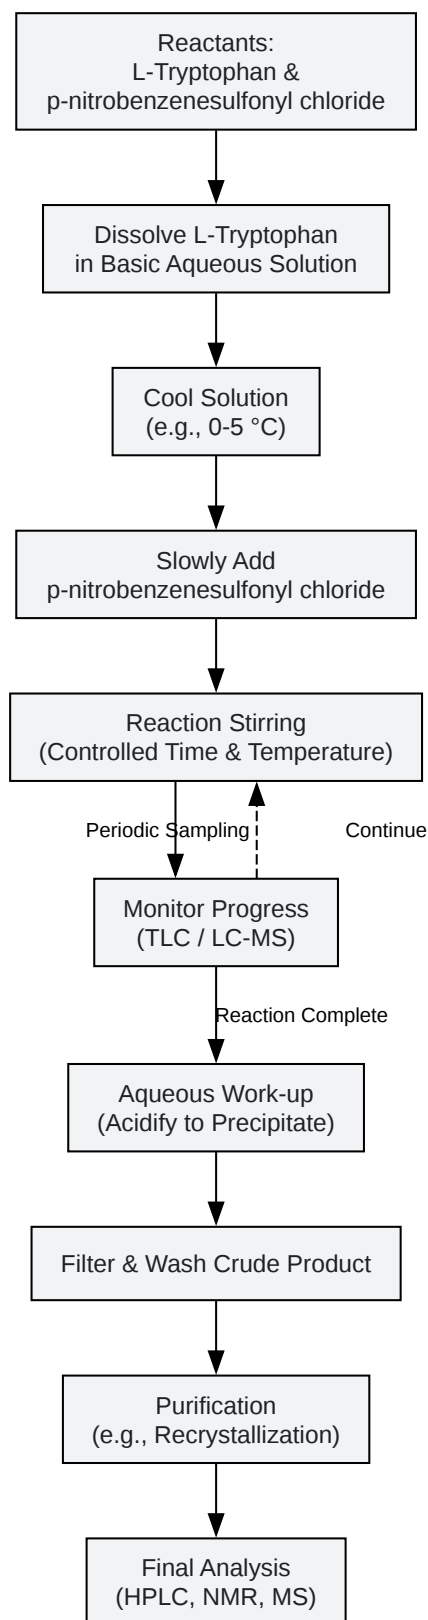 Reactants:
L-Tryptophan &
p-nitrobenzenesulfonyl chloride
Dissolve L-Tryptophan
in Basic Aqueous Solution
Cool Solution
(e.g., 0-5 °C)
Slowly Add
p-nitrobenzenesulfonyl chloride
Reaction Stirring
(Controlled Time & Temperature)
Periodic Sampling
Continue
Monitor Progress
(TLC / LC-MS)
Reaction Complete
Aqueous Work-up
(Acidify to Precipitate)
Filter & Wash Crude Product
Purification
(e.g., Recrystallization)
Final Analysis
(HPLC, NMR, MS)